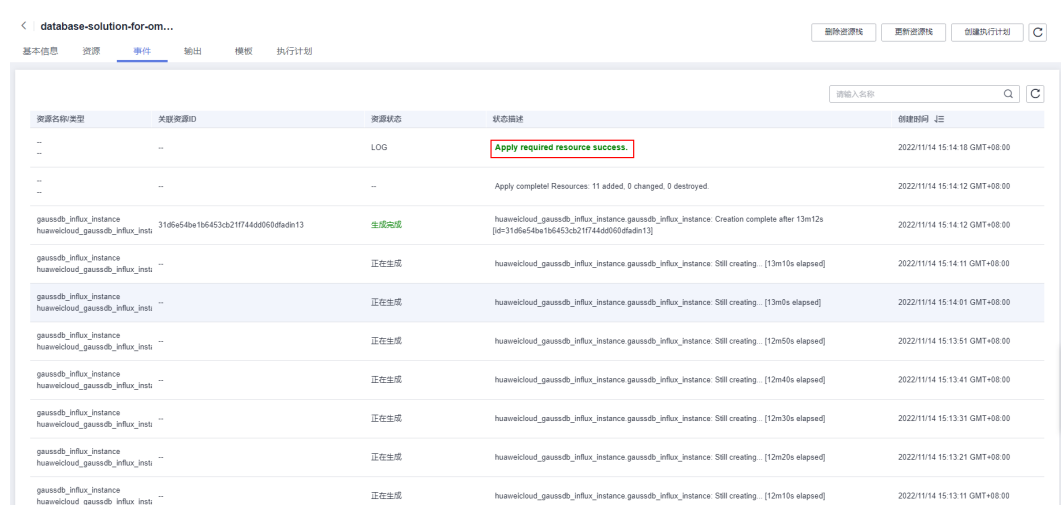 database-solution-for-om...
删除资源栈 更新资源栈 创建执行计划
基本信息 资源 事件 输出 模板 执行计划
请输入名称
资源名称/类型 关联资源ID 资源状态 状态描述 创建时间
--
-- -- LOG Apply required resource success. 2022/11/14 15:14:18 GMT+08:00
--
-- -- -- Apply complete! Resources: 11 added, 0 changed, 0 destroyed. 2022/11/14 15:14:12 GMT+08:00
gaussdb_influx_instance
huaweicloud_gaussdb_influx_insta 31d6e54be1b6453cb21f744dd060dfadin13 生成完成 huaweicloud_gaussdb_influx_instance.gaussdb_influx_instance: Creation complete after 13m12s 2022/11/14 15:14:12 GMT+08:00
[id=31d6e54be1b6453cb21f744dd060dfadin13]
gaussdb_influx_instance
huaweicloud_gaussdb_influx_insta -- 正在生成 huaweicloud_gaussdb_influx_instance.gaussdb_influx_instance: Still creating... [13m10s elapsed] 2022/11/14 15:14:11 GMT+08:00
gaussdb_influx_instance
huaweicloud_gaussdb_influx_insta -- 正在生成 huaweicloud_gaussdb_influx_instance.gaussdb_influx_instance: Still creating... [13m0s elapsed] 2022/11/14 15:14:01 GMT+08:00
gaussdb_influx_instance
huaweicloud_gaussdb_influx_insta -- 正在生成 huaweicloud_gaussdb_influx_instance.gaussdb_influx_instance: Still creating... [12m50s elapsed] 2022/11/14 15:13:51 GMT+08:00
gaussdb_influx_instance
huaweicloud_gaussdb_influx_insta -- 正在生成 huaweicloud_gaussdb_influx_instance.gaussdb_influx_instance: Still creating... [12m40s elapsed] 2022/11/14 15:13:41 GMT+08:00
gaussdb_influx_instance
huaweicloud_gaussdb_influx_insta -- 正在生成 huaweicloud_gaussdb_influx_instance.gaussdb_influx_instance: Still creating... [12m30s elapsed] 2022/11/14 15:13:31 GMT+08:00
gaussdb_influx_instance
huaweicloud_gaussdb_influx_insta -- 正在生成 huaweicloud_gaussdb_influx_instance.gaussdb_influx_instance: Still creating... [12m20s elapsed] 2022/11/14 15:13:21 GMT+08:00
gaussdb_influx_instance
huaweicloud_gaussdb_influx_insta -- 正在生成 huaweicloud_gaussdb_influx_instance.gaussdb_influx_instance: Still creating... [12m10s elapsed] 2022/11/14 15:13:11 GMT+08:00